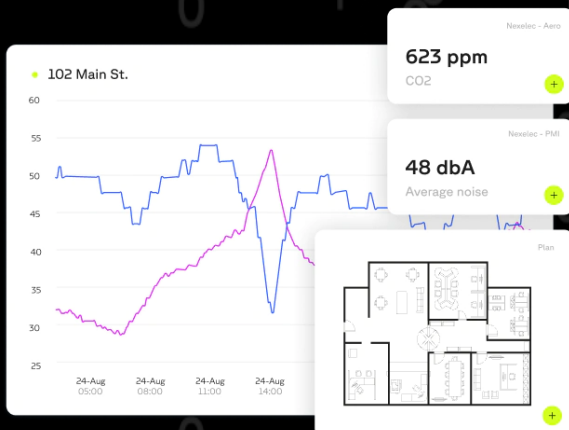 102 Main St.
60
55
50
45
40
35
30
25
24-Aug
05:00
24-Aug
08:00
24-Aug
11:00
24-Aug
14:00
Nexelec - Aero
623 ppm
CO2
+
Nexelec - PMI
48 dbA
Average noise
+
Plan
+